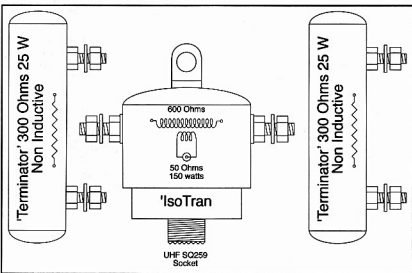 'Terminator' 300 Ohms 25 W
Non Inductive
600 Ohms
50 Ohms
150 watts
'IsoTran
UHF SQ259
Socket
'Terminator' 300 Ohms 25 W
Non Inductive